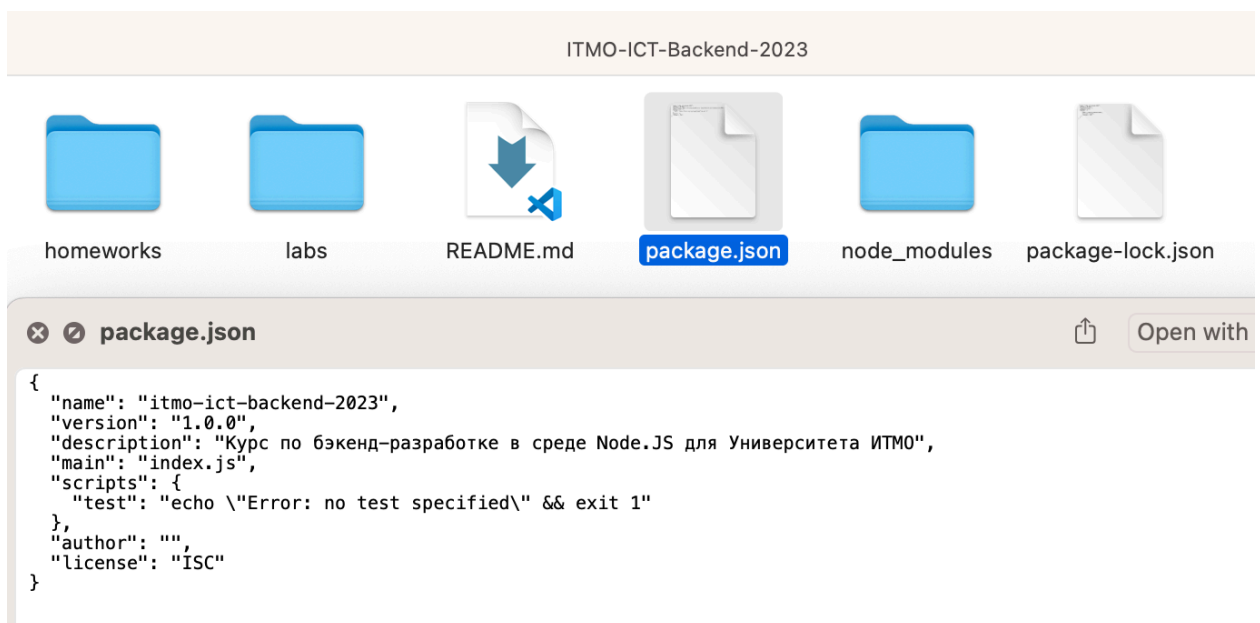 ITMO-ICT-Backend-2023
homeworks
labs
README.md
package.json
node_modules
package-lock.json
package.json
Open with
{
  "name": "itmo-ict-backend-2023",
  "version": "1.0.0",
  "description": "Курс по бэкенд-разработке в среде Node.JS для Университета ИТМО",
  "main": "index.js",
  "scripts": {
    "test": "echo \"Error: no test specified\" && exit 1"
  },
  "author": "",
  "license": "ISC"
}